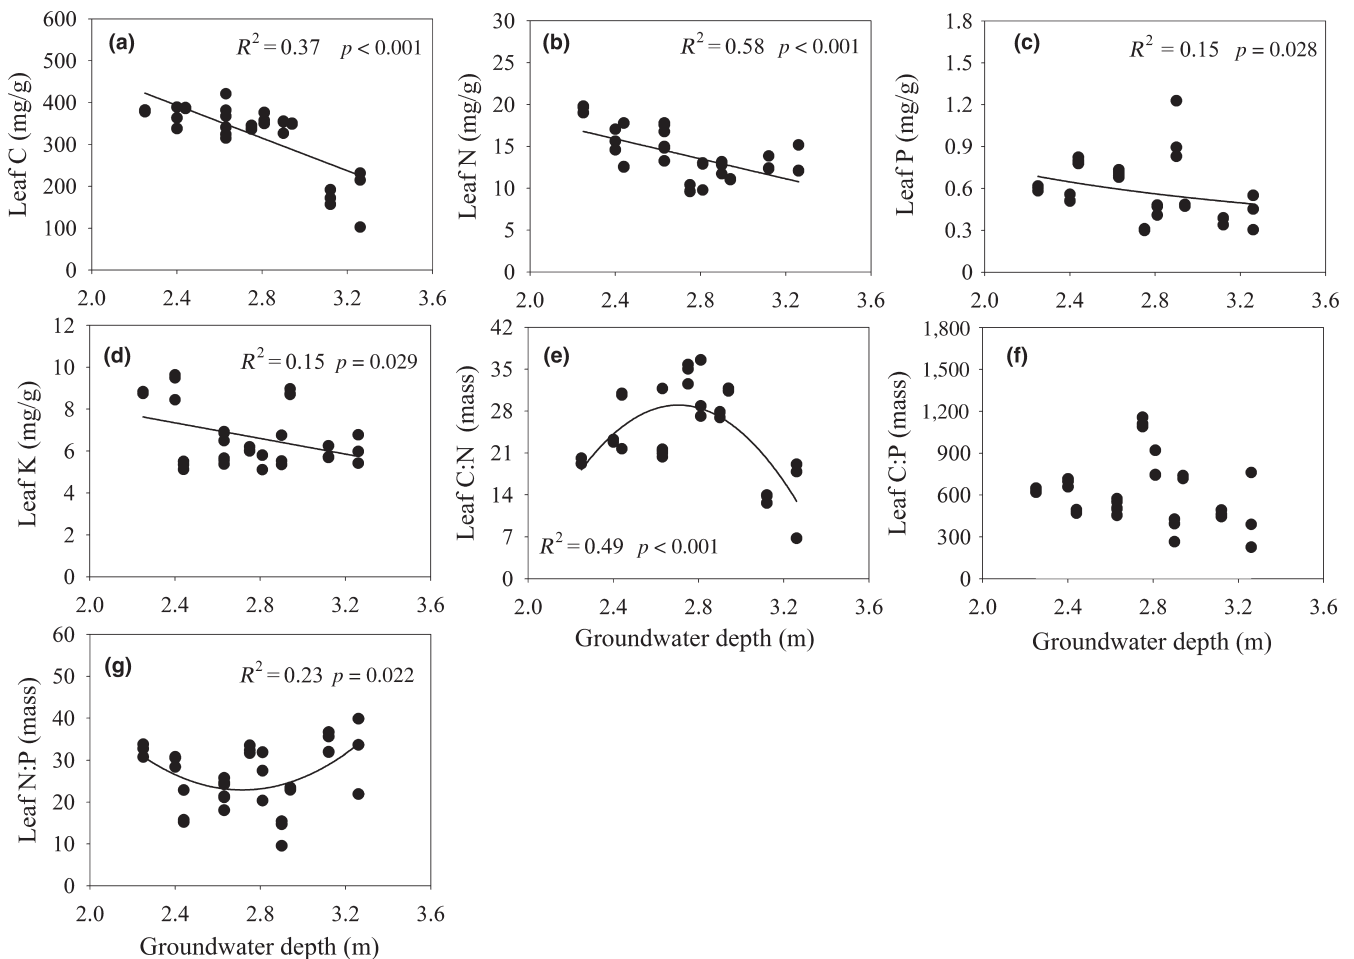 (a)
R² = 0.37 p < 0.001
Leaf C (mg/g)
600
500
400
300
200
100
0
2.0 2.4 2.8 3.2 3.6
(b)
R² = 0.58 p < 0.001
Leaf N (mg/g)
30
25
20
15
10
5
0
2.0 2.4 2.8 3.2 3.6
(c)
R² = 0.15 p = 0.028
Leaf P (mg/g)
1.8
1.5
1.2
0.9
0.6
0.3
0
2.0 2.4 2.8 3.2 3.6
(d)
R² = 0.15 p = 0.029
Leaf K (mg/g)
12
10
8
6
4
2
0
2.0 2.4 2.8 3.2 3.6
(e)
R² = 0.49 p < 0.001
Leaf C:N (mass)
42
35
28
21
14
7
0
2.0 2.4 2.8 3.2 3.6
Groundwater depth (m)
(f)
Leaf C:P (mass)
1,800
1,500
1,200
900
600
300
0
2.0 2.4 2.8 3.2 3.6
Groundwater depth (m)
(g)
R² = 0.23 p = 0.022
Leaf N:P (mass)
60
50
40
30
20
10
0
2.0 2.4 2.8 3.2 3.6
Groundwater depth (m)